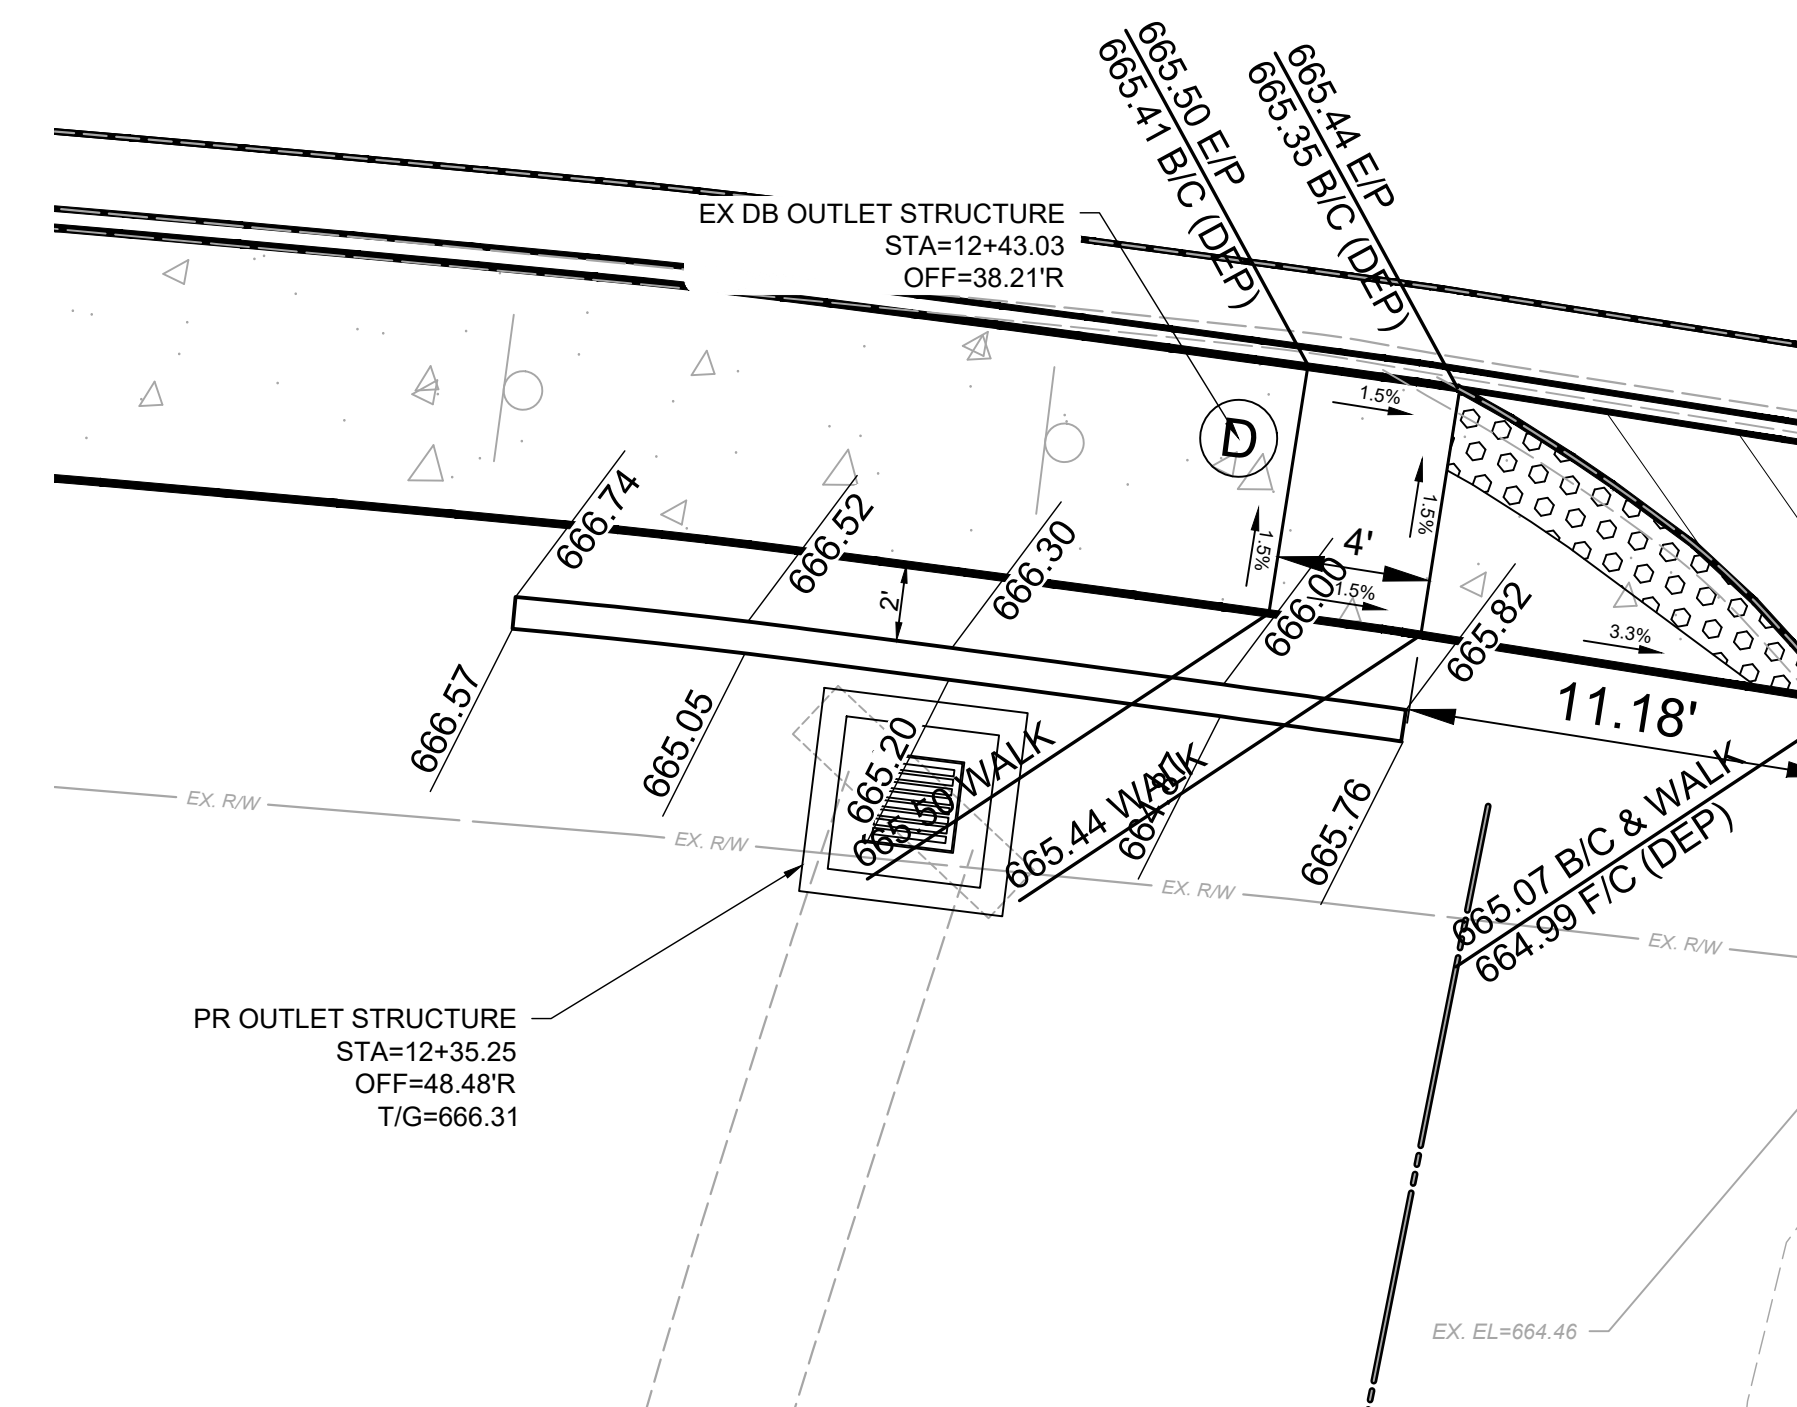 665.50 E/P
665.41 B/C (DEP)
665.44 E/P
665.35 B/C (DEP)
EX DB OUTLET STRUCTURE
STA=12+43.03
OFF=38.21'R
D
1.5%
1.5%
1.5%
4'
1.5%
3.3%
666.74
666.52
666.30
666.00
665.82
2'
11.18'
666.57
665.05
665.20
665.76
665.50 WALK
665.44 WALK
665.07 B/C & WALK
664.99 F/C (DEP)
EX. R/W
EX. R/W
EX. R/W
EX. R/W
PR OUTLET STRUCTURE
STA=12+35.25
OFF=48.48'R
T/G=666.31
EX. EL=664.46